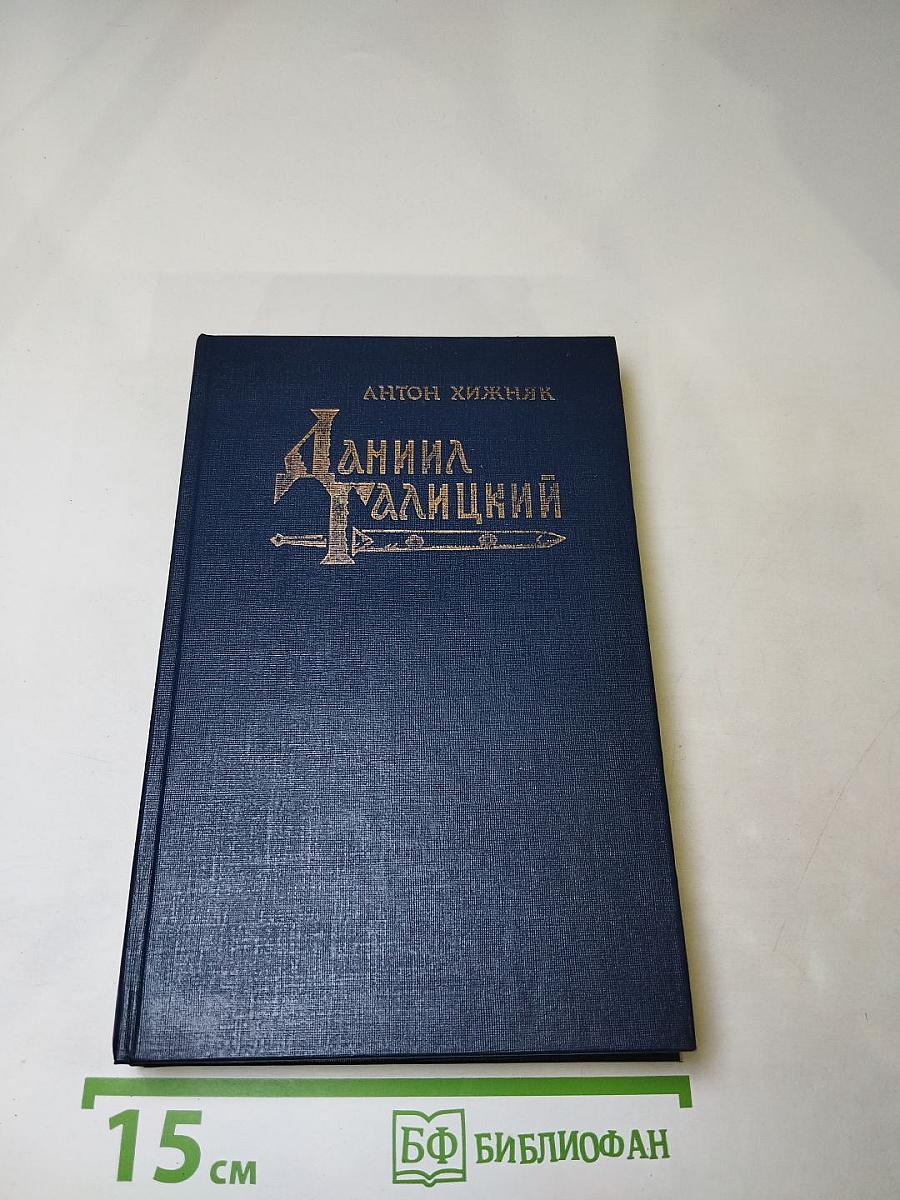 АНТОН ХИЖНЯК
ДАНИИЛ
ГАЛИЦКИЙ
15 см
БФ БИБЛИОФАН